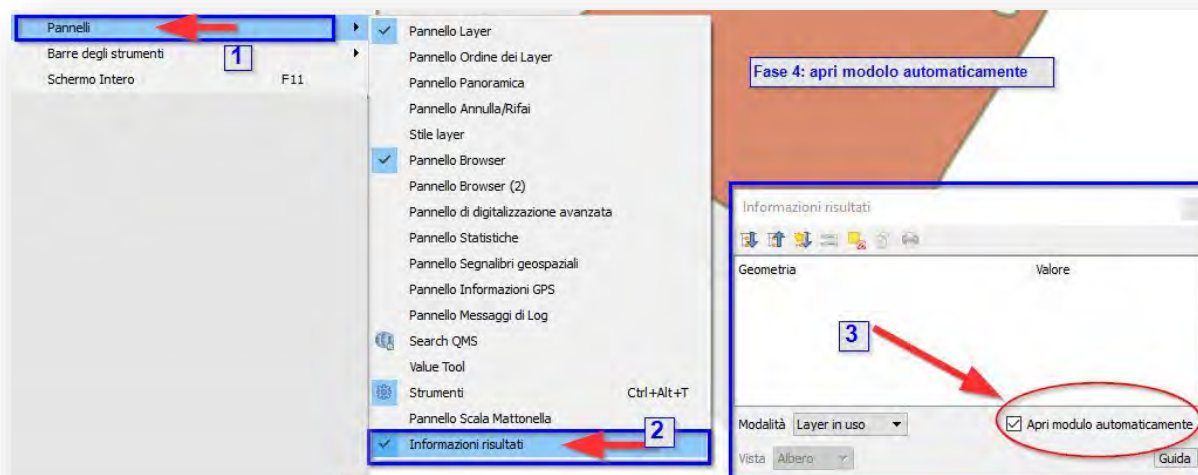 Pannelli
1
Barre degli strumenti
Schermo Intero F11
Pannello Layer
Pannello Ordine dei Layer
Pannello Panoramica
Pannello Annulla/Rifai
Stile layer
Pannello Browser
Pannello Browser (2)
Pannello di digitalizzazione avanzata
Pannello Statistiche
Pannello Segnalibri geospaziali
Pannello Informazioni GPS
Pannello Messaggi di Log
Search QMS
Value Tool
Strumenti Ctrl+Alt+T
Pannello Scala Mattonella
2
Informazioni risultati
Fase 4: apri modolo automaticamente
Informazioni risultati
Geometria Valore
3
Modalità Layer in uso Apri modulo automaticamente
Vista Albero Guida